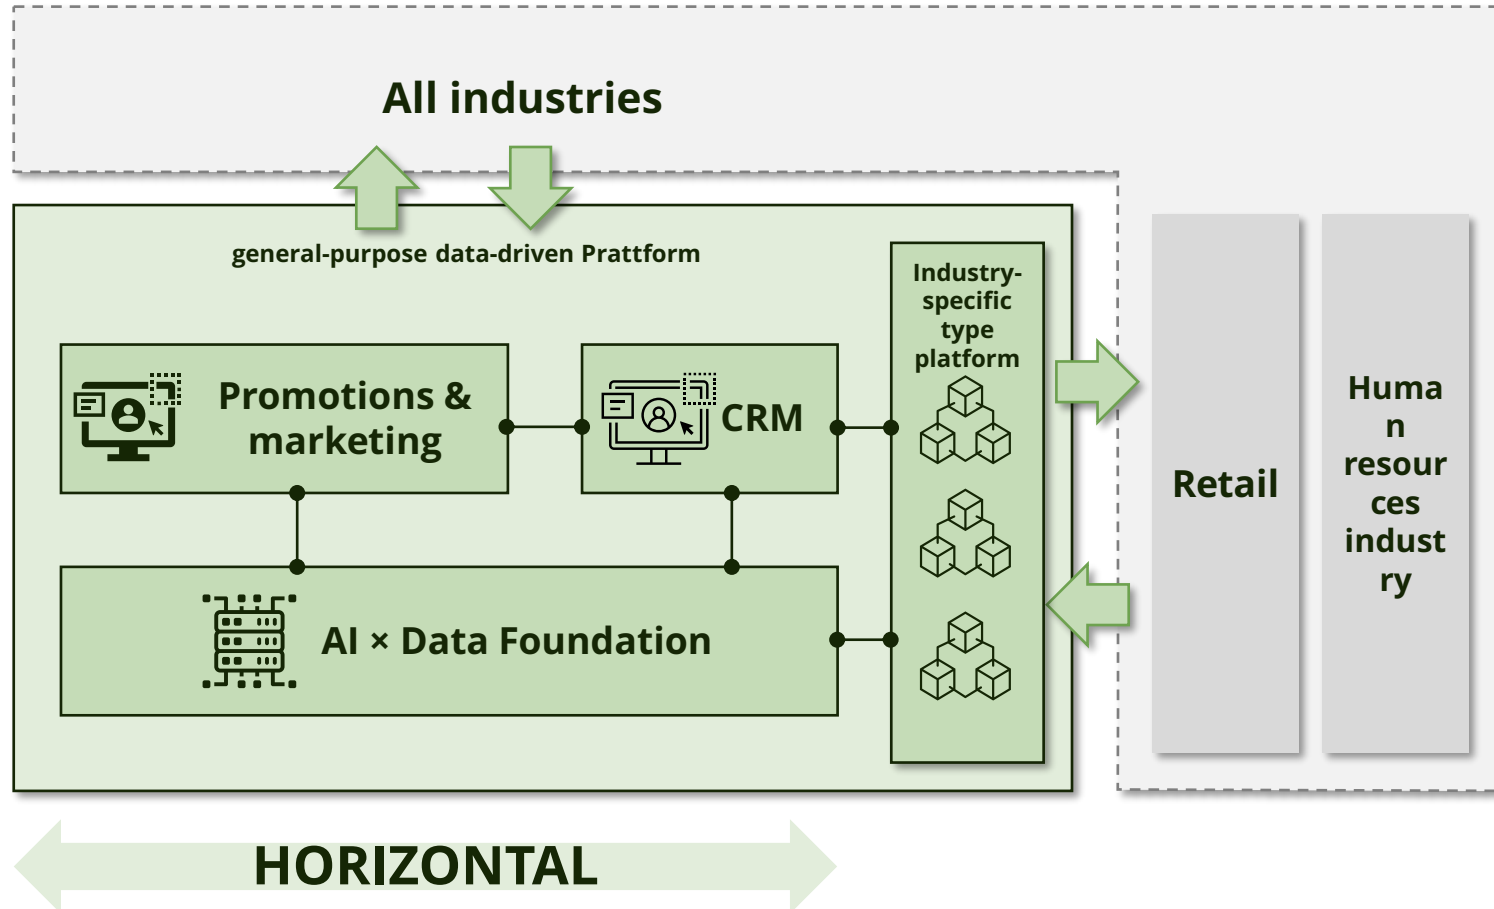 All industries
general-purpose data-driven Prattform
Industry-
specific
type
platform
Promotions &
marketing
CRM
AI × Data Foundation
Retail
Huma
n
resour
ces
indust
ry
HORIZONTAL